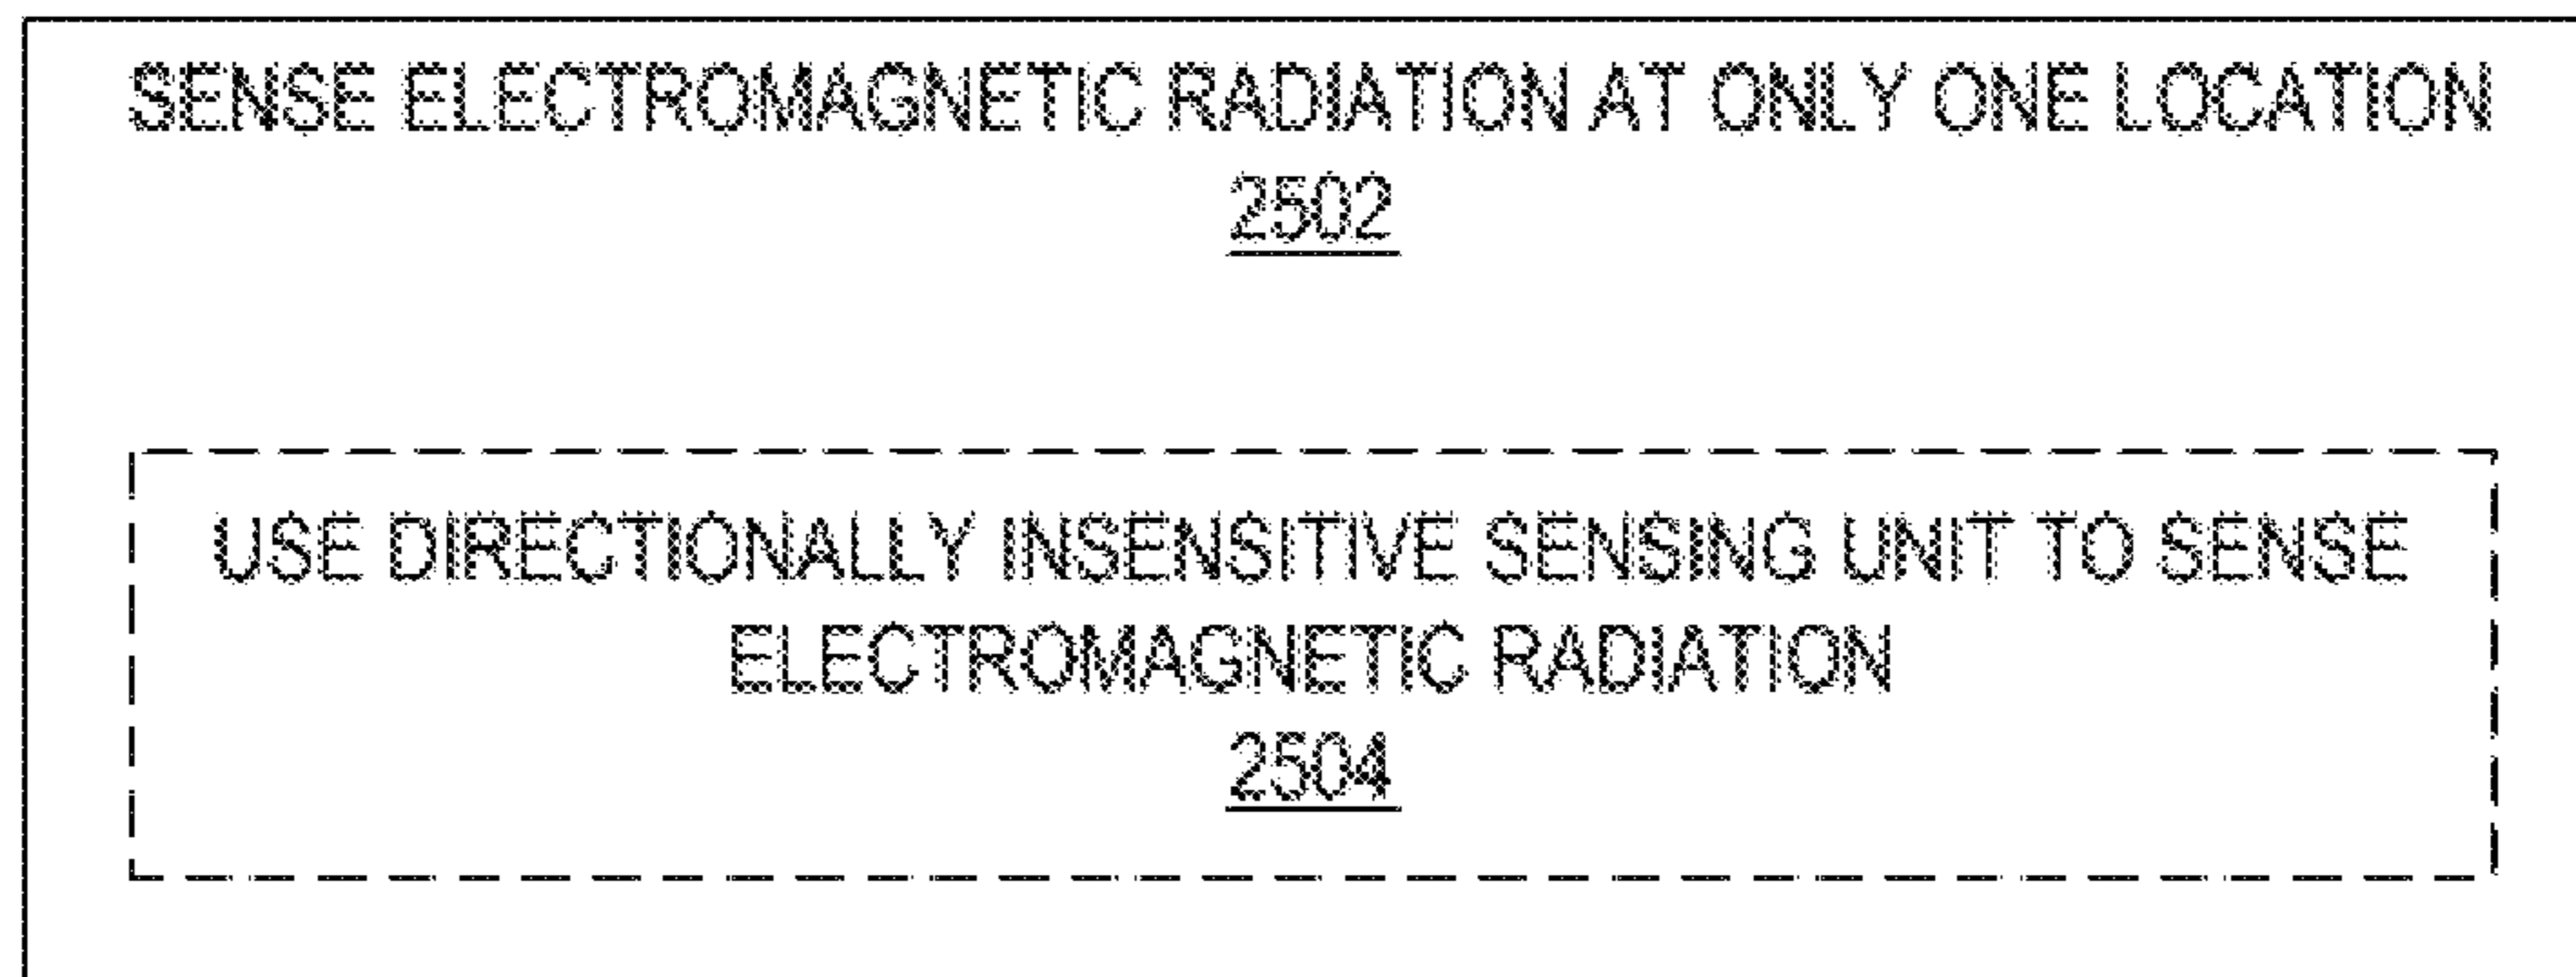 SENSE ELECTROMAGNETIC RADIATION AT ONLY ONE LOCATION
2502
USE DIRECTIONALLY INSENSITIVE SENSING UNIT TO SENSE
ELECTROMAGNETIC RADIATION
2504